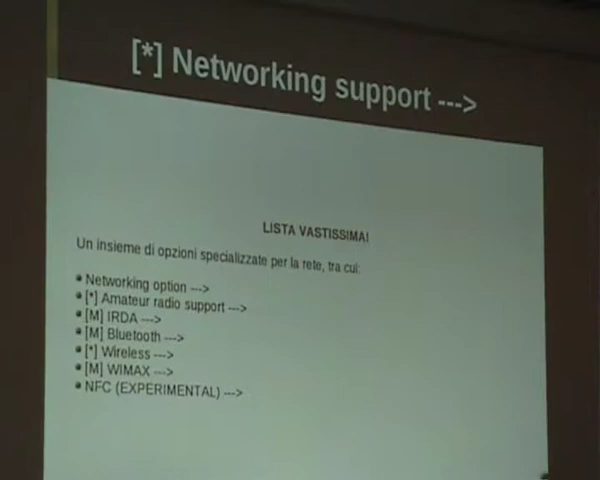 [*] Networking support --->
LISTA VASTISSIMA!
Un insieme di opzioni specializzate per la rete, tra cui:
Networking option --->
[*] Amateur radio support --->
[M] IRDA --->
[M] Bluetooth --->
[*] Wireless --->
[M] WIMAX --->
NFC (EXPERIMENTAL) --->